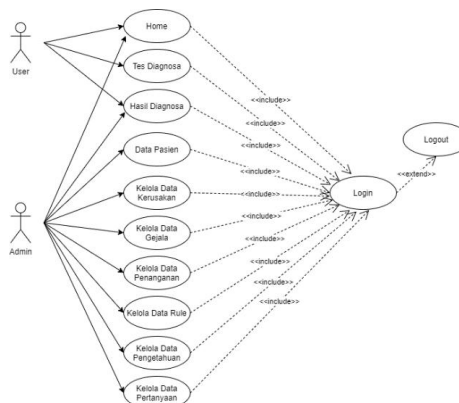 Home
User
Tes Diagnosa
Hasil Diagnosa
Data Pasien
Kelola Data
Kerusakan
Kelola Data
Gejala
Admin
Kelola Data
Penanganan
Kelola Data Rule
Kelola Data
Pengetahuan
Kelola Data
Pertanyaan
<<include>>
<<include>>
<<include>>
<<include>>
<<include>>
<<include>>
<<include>>
<<include>>
<<include>>
<<include>>
Login
<<extend>>
Logout